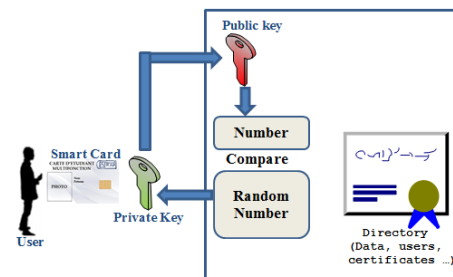 Public key
Number
Compare
Random
Number
Smart Card
CARTE D'ETUDIANT
MULTIFONCTION
PHOTO
Private Key
User
Directory
(Data, users,
certificates …)